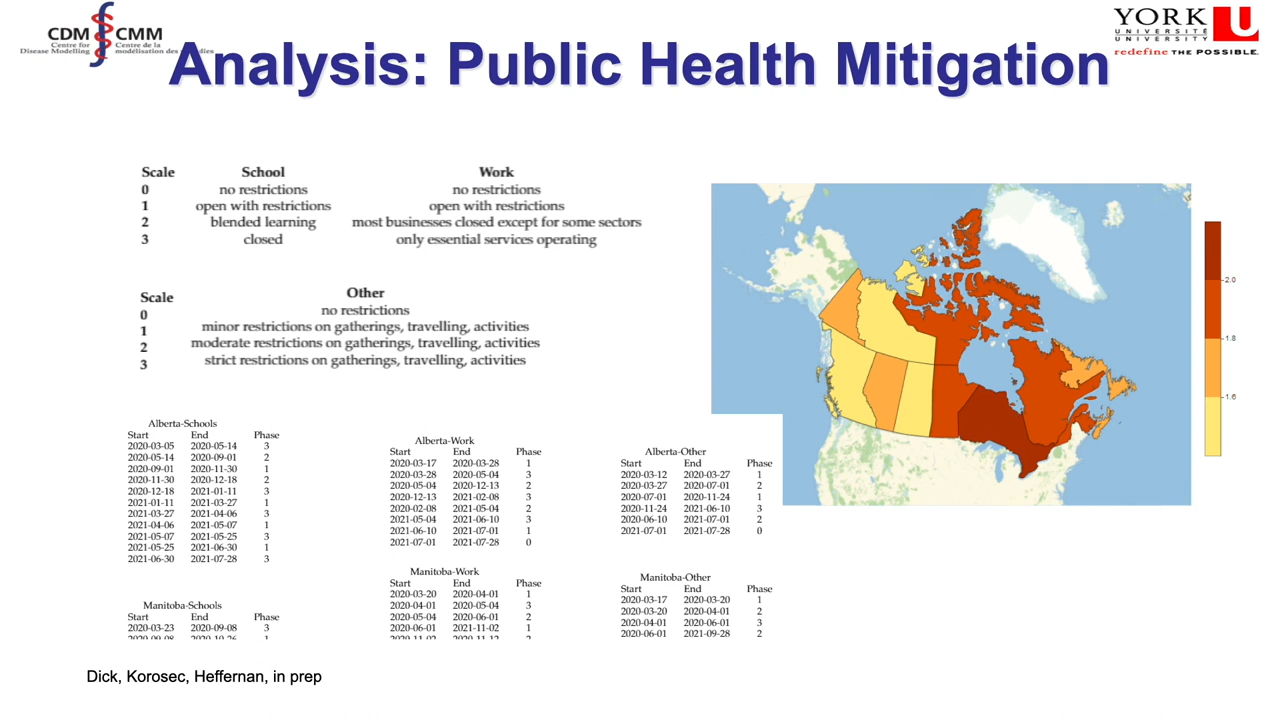 CDM CMM
Centre for Centre de la
Disease Modelling modélisation des
YORK U
UNIVERSITÉ
UNIVERSITY
redefine THE POSSIBLE.
Analysis: Public Health Mitigation
Scale School Work
0 no restrictions no restrictions
1 open with restrictions open with restrictions
2 blended learning most businesses closed except for some sectors
3 closed only essential services operating
Scale Other
0 no restrictions
1 minor restrictions on gatherings, travelling, activities
2 moderate restrictions on gatherings, travelling, activities
3 strict restrictions on gatherings, travelling, activities
2.0
1.8
1.6
Alberta-Schools
Start End Phase
2020-03-05 2020-05-14 3
2020-05-14 2020-09-01 2
2020-09-01 2020-11-30 1
2020-11-30 2020-12-18 2
2020-12-18 2021-01-11 3
2021-01-11 2021-03-27 1
2021-03-27 2021-04-06 3
2021-04-06 2021-05-07 1
2021-05-07 2021-05-25 3
2021-05-25 2021-06-30 1
2021-06-30 2021-07-28 3
Alberta-Work
Start End Phase
2020-03-17 2020-03-28 1
2020-03-28 2020-05-04 3
2020-05-04 2020-12-13 2
2020-12-13 2021-02-08 3
2020-02-08 2021-05-04 2
2021-05-04 2021-06-10 3
2021-06-10 2021-07-01 1
2021-07-01 2021-07-28 0
Alberta-Other
Start End Phase
2020-03-12 2020-03-27 1
2020-03-27 2020-07-01 2
2020-07-01 2020-11-24 1
2020-11-24 2021-06-10 3
2020-06-10 2021-07-01 2
2021-07-01 2021-07-28 0
Manitoba-Schools
Start End Phase
2020-03-23 2020-09-08 3
Manitoba-Work
Start End Phase
2020-03-20 2020-04-01 1
2020-04-01 2020-05-04 3
2020-05-04 2020-06-01 2
2020-06-01 2021-11-02 1
Manitoba-Other
Start End Phase
2020-03-17 2020-03-20 1
2020-03-20 2020-04-01 2
2020-04-01 2020-06-01 3
2020-06-01 2021-09-28 2
Dick, Korosec, Heffernan, in prep